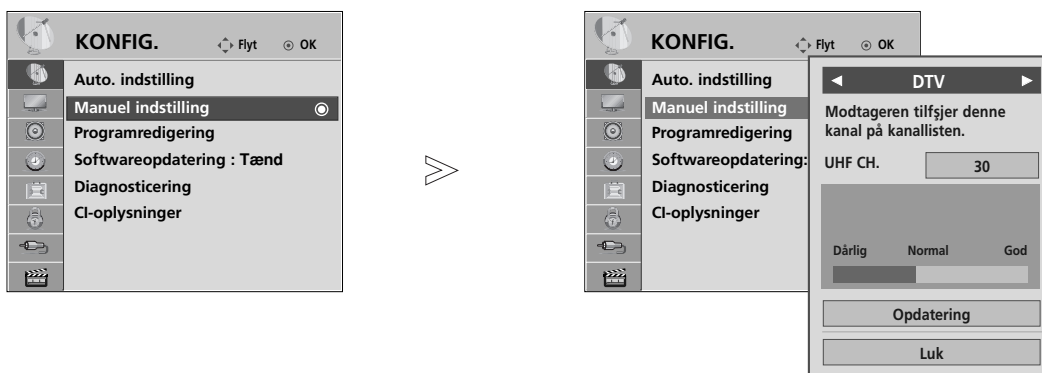 KONFIG. Flyt OK
Auto. indstilling
Manuel indstilling
Programredigering
Softwareopdatering : Tænd
Diagnosticering
CI-oplysninger
KONFIG. Flyt OK
Auto. indstilling
Manuel indstilling
Programredigering
Softwareopdatering:
Diagnosticering
CI-oplysninger
DTV
Modtageren tilfşjer denne
kanal på kanallisten.
UHF CH. 30
Dårlig Normal God
Opdatering
Luk